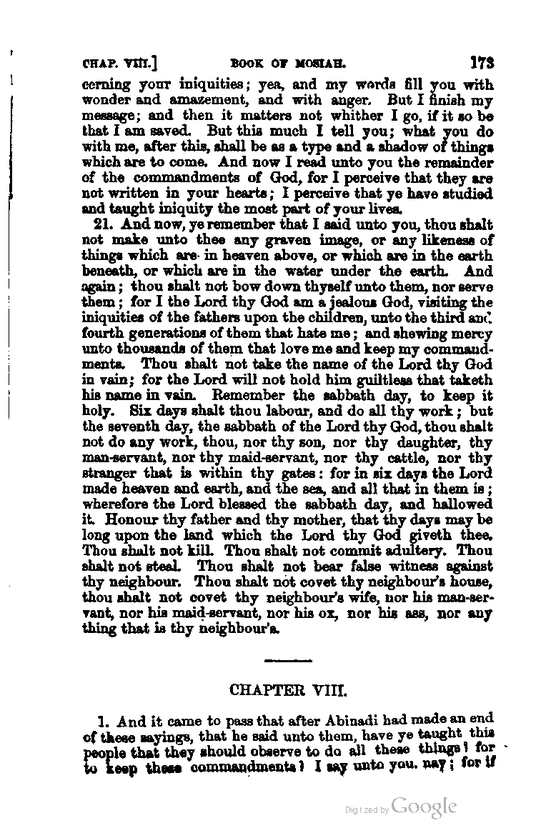 CHAP. VIII.] BOOK OF MOSIAH. 173
cerning your iniquities; yea, and my words fill you with
wonder and amazement, and with anger. But I finish my
message; and then it matters not whither I go, if it so be
that I am saved. But this much I tell you; what you do
with me, after this, shall be as a type and a shadow of things
which are to come. And now I read unto you the remainder
of the commandments of God, for I perceive that they are
not written in your hearts; I perceive that ye have studied
and taught iniquity the most part of your lives.
21. And now, ye remember that I said unto you, thou shalt
not make unto thee any graven image, or any likeness of
things which are in heaven above, or which are in the earth
beneath, or which are in the water under the earth. And
again; thou shalt not bow down thyself unto them, nor serve
them; for I the Lord thy God am a jealous God, visiting the
iniquities of the fathers upon the children, unto the third and
fourth generations of them that hate me; and shewing mercy
unto thousands of them that love me and keep my command-
ments. Thou shalt not take the name of the Lord thy God
in vain; for the Lord will not hold him guiltless that taketh
his name in vain. Remember the sabbath day, to keep it
holy. Six days shalt thou labour, and do all thy work; but
the seventh day, the sabbath of the Lord thy God, thou shalt
not do any work, thou, nor thy son, nor thy daughter, thy
man-servant, nor thy maid-servant, nor thy cattle, nor thy
stranger that is within thy gates: for in six days the Lord
made heaven and earth, and the sea, and all that in them is;
wherefore the Lord blessed the sabbath day, and hallowed
it. Honour thy father and thy mother, that thy days may be
long upon the land which the Lord thy God giveth thee.
Thou shalt not kill. Thou shalt not commit adultery. Thou
shalt not steal. Thou shalt not bear false witness against
thy neighbour. Thou shalt not covet thy neighbour's house,
thou shalt not covet thy neighbour's wife, nor his man-ser-
vant, nor his maid-servant, nor his ox, nor his ass, nor any
thing that is thy neighbour's.
CHAPTER VIII.
1. And it came to pass that after Abinadi had made an end
of these sayings, that he said unto them, have ye taught this
people that they should observe to do all these things? for
to keep these commandments? I say unto you, nay; for if
Digitized by Google